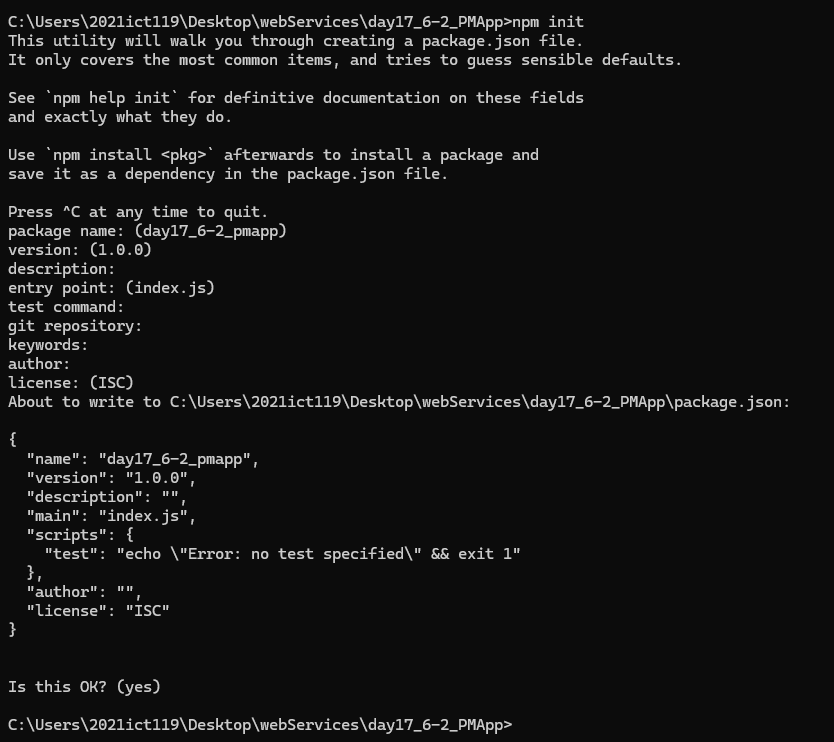 C:\Users\2021ict119\Desktop\webServices\day17_6-2_PMApp>npm init
This utility will walk you through creating a package.json file.
It only covers the most common items, and tries to guess sensible defaults.

See `npm help init` for definitive documentation on these fields
and exactly what they do.

Use `npm install <pkg>` afterwards to install a package and
save it as a dependency in the package.json file.

Press ^C at any time to quit.
package name: (day17_6-2_pmapp)
version: (1.0.0)
description:
entry point: (index.js)
test command:
git repository:
keywords:
author:
license: (ISC)
About to write to C:\Users\2021ict119\Desktop\webServices\day17_6-2_PMApp\package.json:

{
  "name": "day17_6-2_pmapp",
  "version": "1.0.0",
  "description": "",
  "main": "index.js",
  "scripts": {
    "test": "echo \"Error: no test specified\" && exit 1"
  },
  "author": "",
  "license": "ISC"
}


Is this OK? (yes)

C:\Users\2021ict119\Desktop\webServices\day17_6-2_PMApp>